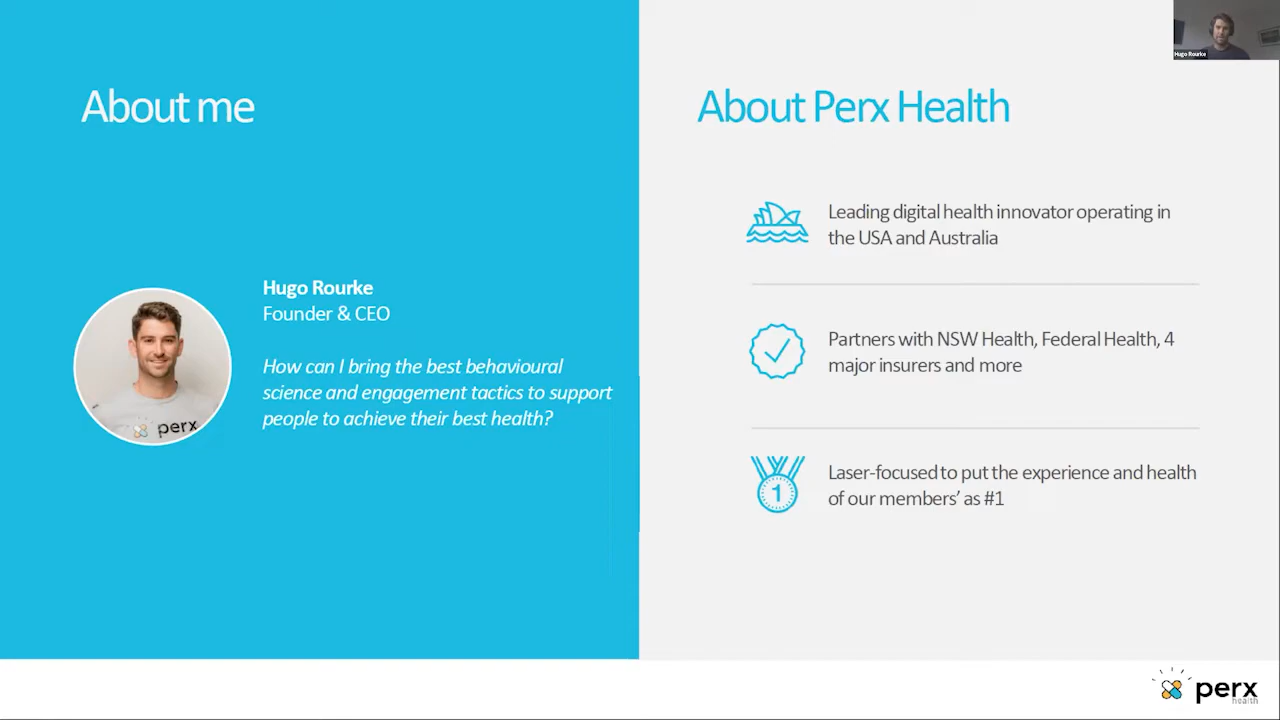 Hugo Rourke
About me
Hugo Rourke
Founder & CEO
How can I bring the best behavioural
science and engagement tactics to support
people to achieve their best health?
perx
About Perx Health
Leading digital health innovator operating in
the USA and Australia
Partners with NSW Health, Federal Health, 4
major insurers and more
1
Laser-focused to put the experience and health
of our members’ as #1
perx
health